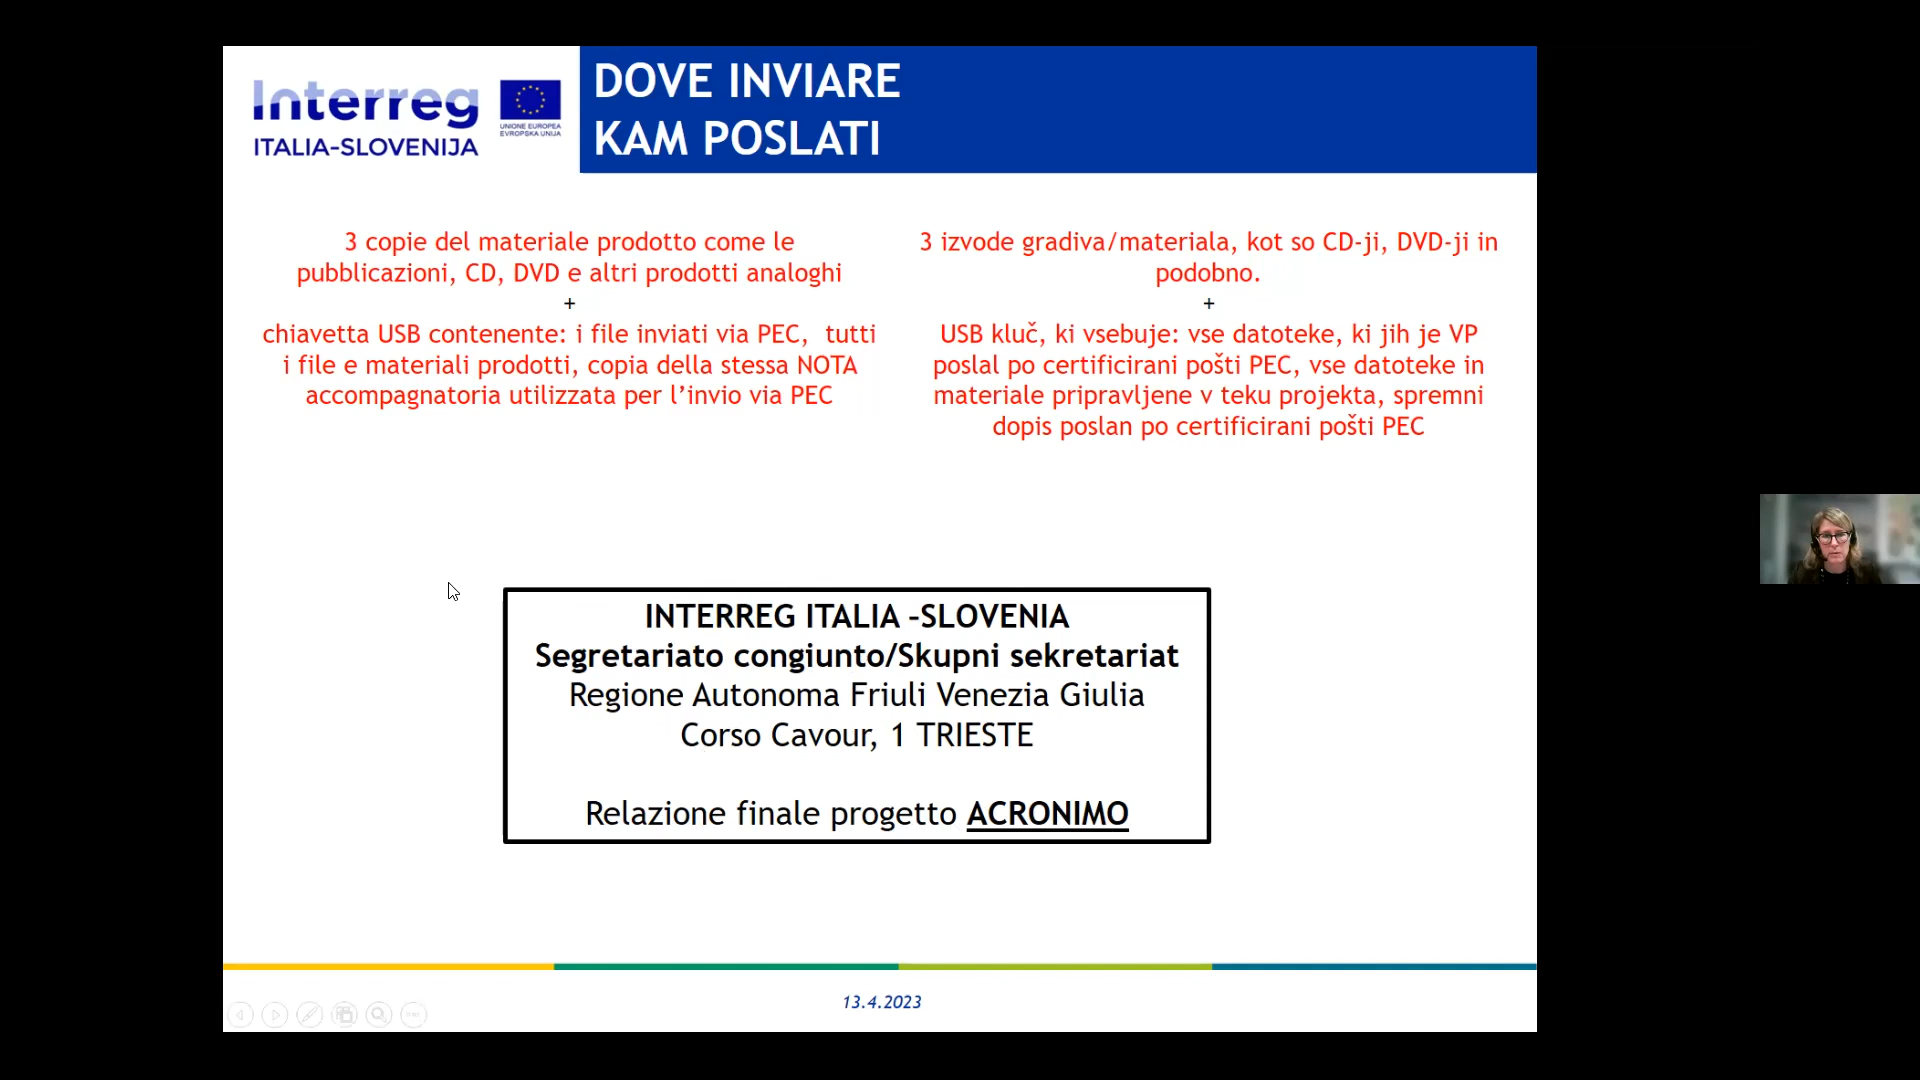 Interreg
ITALIA-SLOVENIJA
UNIONE EUROPEA
EVROPSKA UNIJA
DOVE INVIARE
KAM POSLATI
3 copie del materiale prodotto come le
pubblicazioni, CD, DVD e altri prodotti analoghi
+
chiavetta USB contenente: i file inviati via PEC, tutti
i file e materiali prodotti, copia della stessa NOTA
accompagnatoria utilizzata per l’invio via PEC
3 izvode gradiva/materiala, kot so CD-ji, DVD-ji in
podobno.
+
USB kluč, ki vsebuje: vse datoteke, ki jih je VP
poslal po certificirani pošti PEC, vse datoteke in
materiale pripravljene v teku projekta, spremni
dopis poslan po certificirani pošti PEC
INTERREG ITALIA –SLOVENIA
Segretariato congiunto/Skupni sekretariat
Regione Autonoma Friuli Venezia Giulia
Corso Cavour, 1 TRIESTE
Relazione finale progetto ACRONIMO
13.4.2023